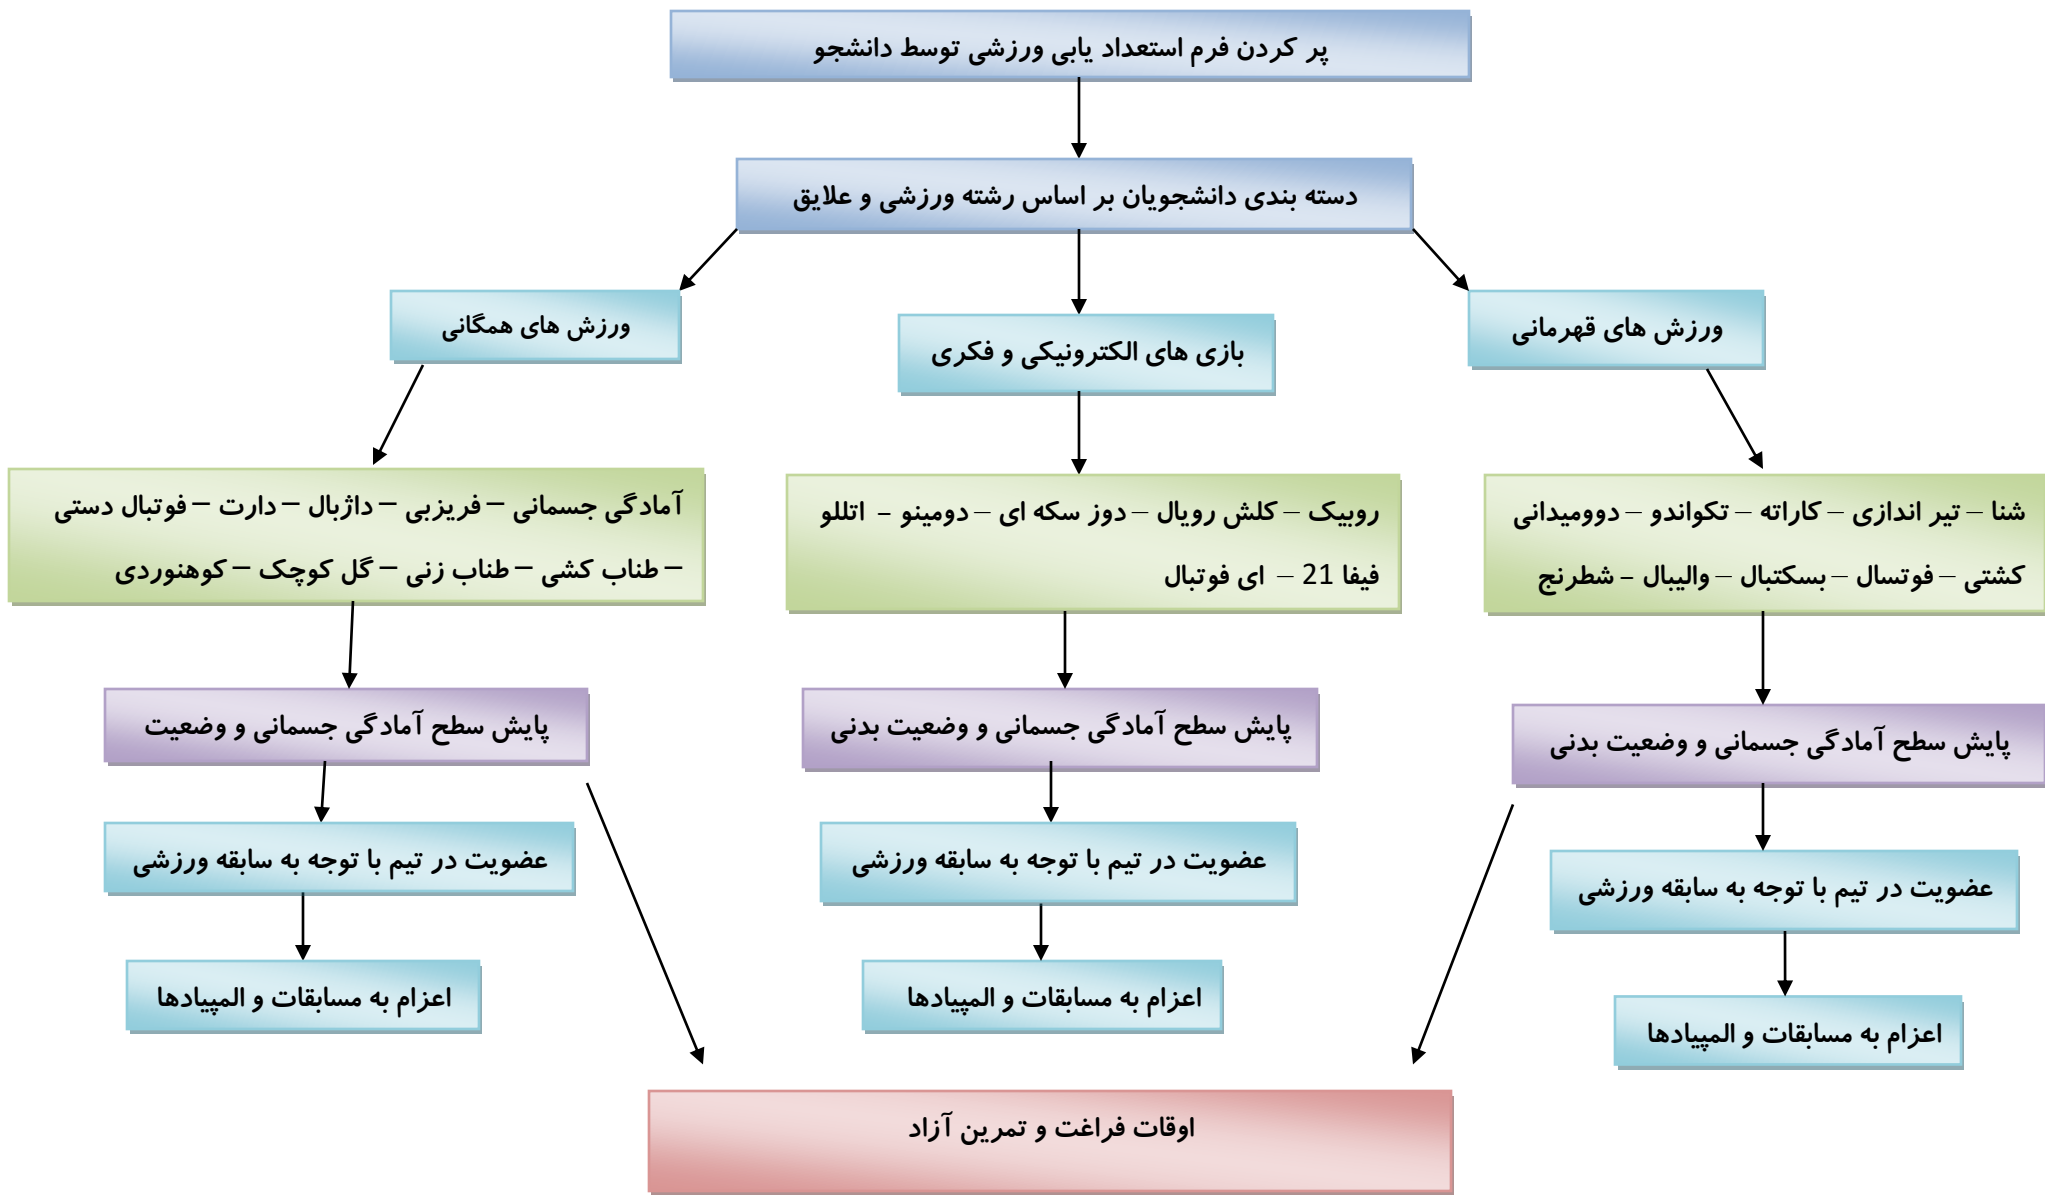 پر کردن فرم استعداد یابی ورزشی توسط دانشجو
دسته بندی دانشجویان بر اساس رشته ورزشی و علایق
ورزش های قهرمانی
بازی های الکترونیکی و فکری
ورزش های همگانی
شنا – تیر اندازی – کاراته – تکواندو – دوومیدانی
کشتی – فوتسال – بسکتبال – والیبال - شطرنج
روبیک – کلش رویال – دوز سکه ای – دومینو - اتللو
فیفا 21 – ای فوتبال
آمادگی جسمانی – فریزبی – داژبال – دارت – فوتبال دستی
– طناب کشی – طناب زنی – گل کوچک – کوهنوردی
پایش سطح آمادگی جسمانی و وضعیت بدنی
پایش سطح آمادگی جسمانی و وضعیت بدنی
پایش سطح آمادگی جسمانی و وضعیت
عضویت در تیم با توجه به سابقه ورزشی
عضویت در تیم با توجه به سابقه ورزشی
عضویت در تیم با توجه به سابقه ورزشی
اعزام به مسابقات و المپیادها
اعزام به مسابقات و المپیادها
اعزام به مسابقات و المپیادها
اوقات فراغت و تمرین آزاد